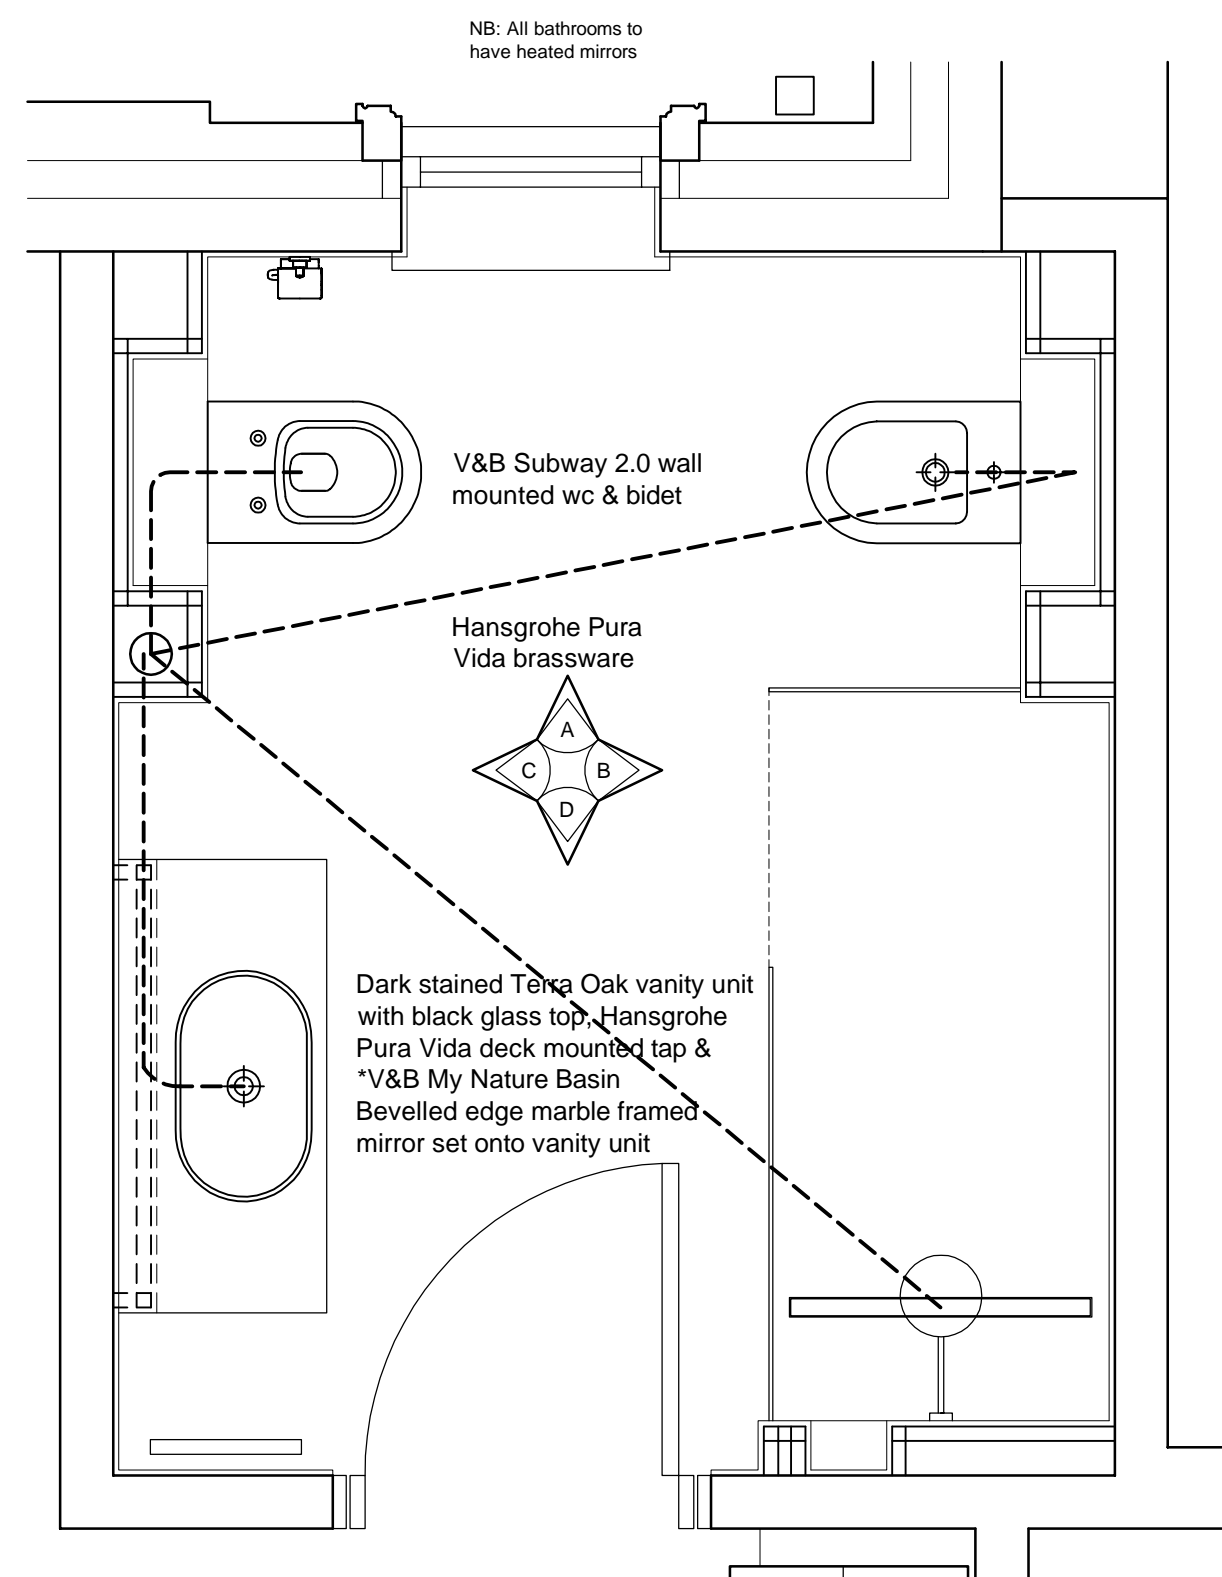 NB: All bathrooms to
have heated mirrors
V&B Subway 2.0 wall
mounted wc & bidet
Hansgrohe Pura
Vida brassware
A
C
B
D
Dark stained Terra Oak vanity unit
with black glass top, Hansgrohe
Pura Vida deck mounted tap &
*V&B My Nature Basin
Bevelled edge marble framed
mirror set onto vanity unit